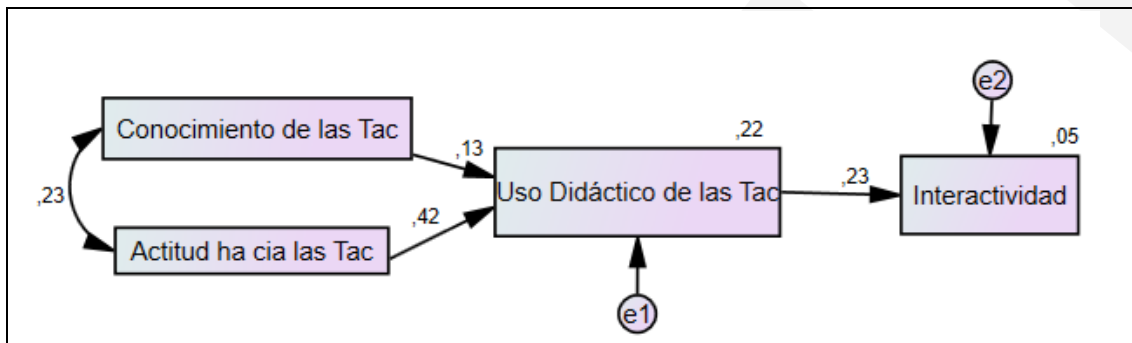 e2
Conocimiento de las Tac
,22
,05
,13
,23
Uso Didáctico de las Tac
,23
Interactividad
,42
Actitud ha cia las Tac
e1